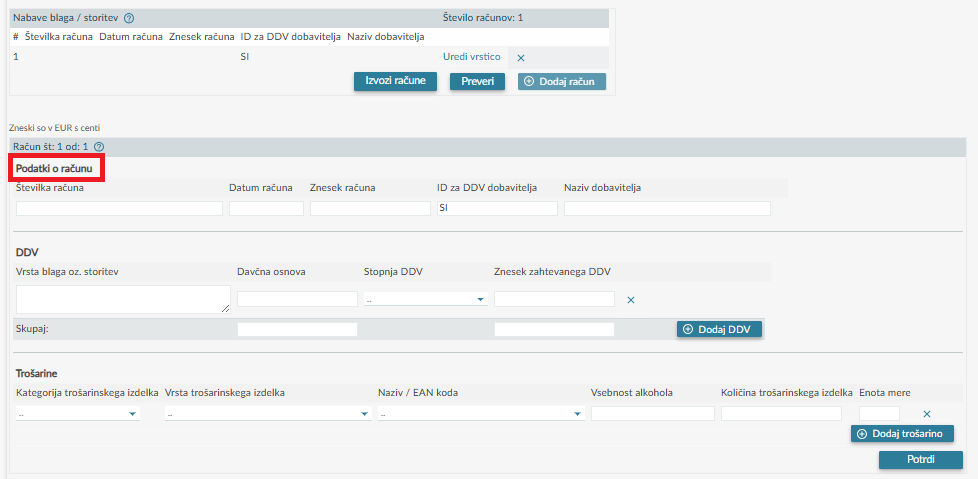 Nabave blaga / storitev ? Število računov: 1
# Številka računa Datum računa Znesek računa ID za DDV dobavitelja Naziv dobavitelja
1 SI Uredi vrstico ×
Izvozi račune Preveri + Dodaj račun
Zneski so v EUR s centi
Račun št: 1 od: 1 ?
Podatki o računu
Številka računa Datum računa Znesek računa ID za DDV dobavitelja Naziv dobavitelja
SI
DDV
Vrsta blaga oz. storitev Davčna osnova Stopnja DDV Znesek zahtevanega DDV
.. ×
Skupaj: + Dodaj DDV
Trošarine
Kategorija trošarinskega izdelka Vrsta trošarinskega izdelka Naziv / EAN koda Vsebnost alkohola Količina trošarinskega izdelka Enota mere
.. .. .. ×
+ Dodaj trošarino
Potrdi